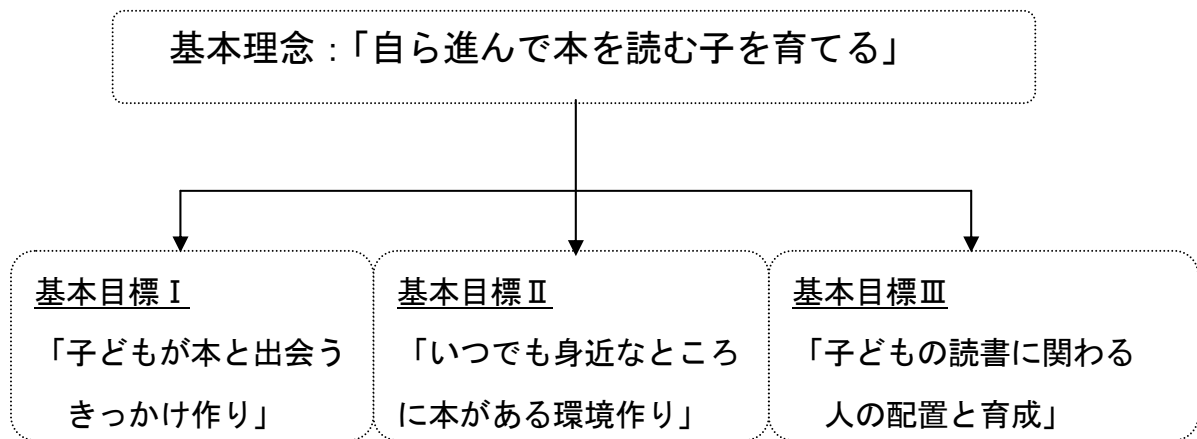 基本理念:「自ら進んで本を読む子を育てる」
基本目標Ⅰ
「子どもが本と出会う
きっかけ作り」
基本目標Ⅱ
「いつでも身近なところ
に本がある環境作り」
基本目標Ⅲ
「子どもの読書に関わる
人の配置と育成」